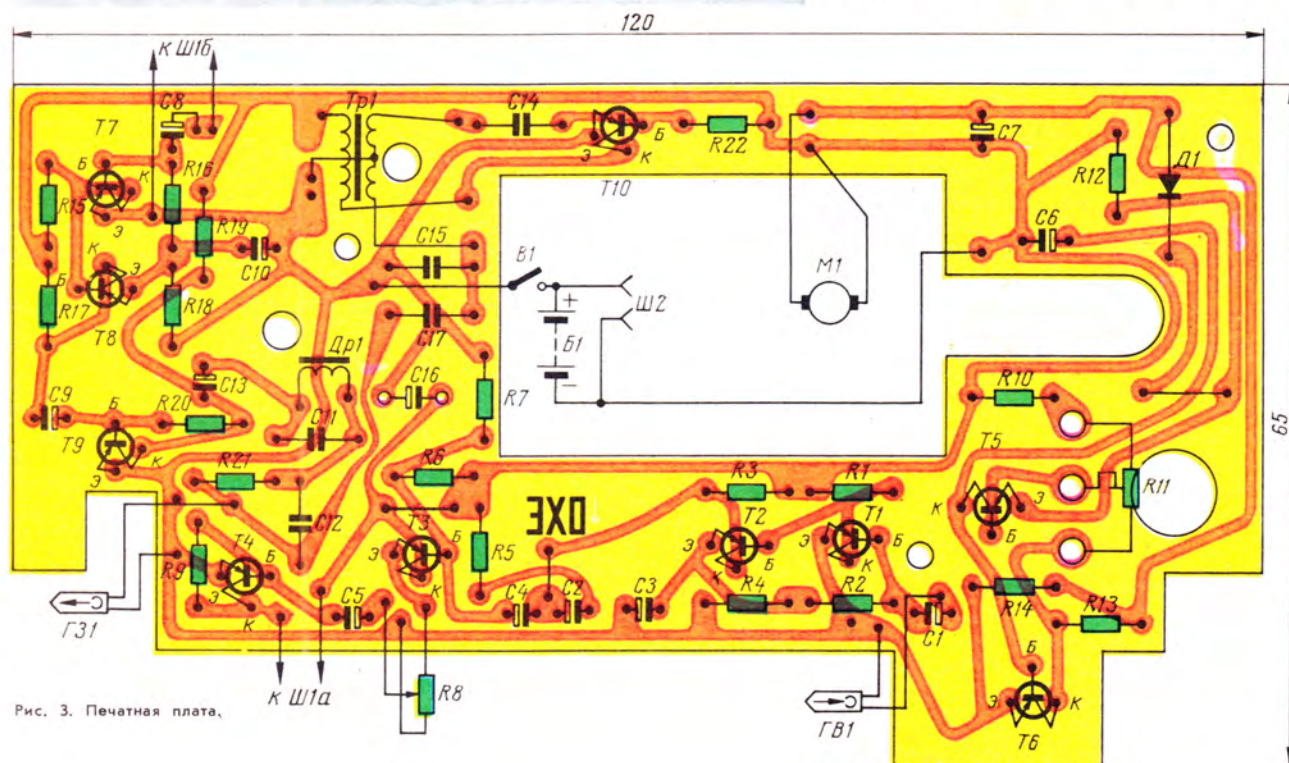 120
к Ш1б
C8
Tp1
C14
T7
Б
К
Э
R15
R16
R19
C10
Э
Б
К
T10
R22
C7
R12
Д1
C6
К
Э
Б
T8
R17
R18
C15
C17
В1
+
Б1
−
Ш2
М1
Др1
C13
C16
R7
C9
Б
T9
К
Э
R20
C11
R21
R6
C12
R9
T4
Б
Э
К
T3
Э
Б
К
R5
ЭХО
R3
R1
T2
T1
Э
Б
К
Э
Б
К
R4
R2
R10
T5
К
Э
Б
R11
65
R14
R13
C5
C4
C2
C3
C1
ГЗ1
к Ш1а
R8
ГВ1
Б
Э
К
T6
Рис. 3. Печатная плата,